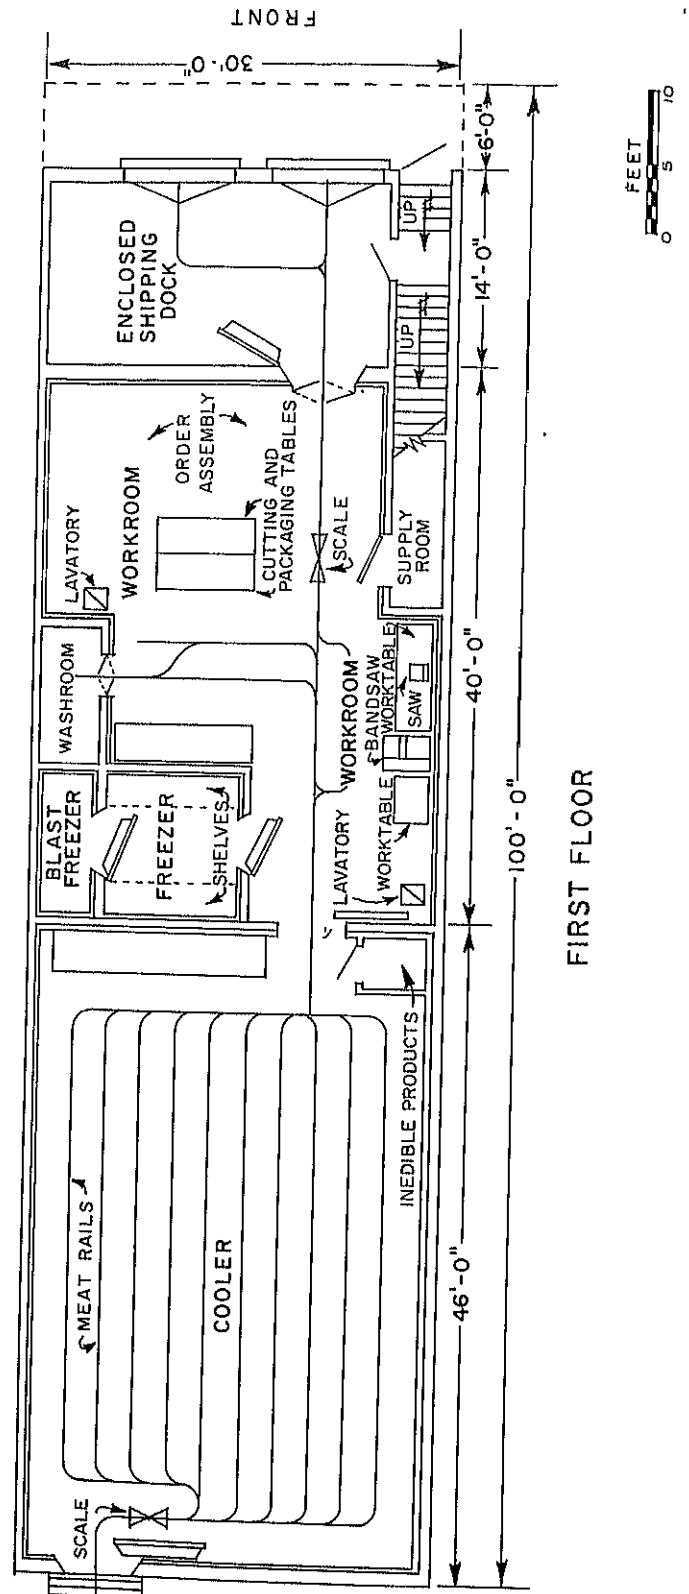 FRONT
30'-0"
6'-0"
14'-0"
40'-0"
46'-0"
100'-0"
FEET
0 5 10
ENCLOSED
SHIPPING
DOCK
UP
UP
ORDER
ASSEMBLY
WORKROOM
LAVATORY
CUTTING AND
PACKAGING TABLES
SCALE
SUPPLY
ROOM
WASHROOM
WORKROOM
BANDSAW
WORKTABLE
SAW
BLAST
FREEZER
FREEZER
SHELVES
LAVATORY
WORKTABLE
INEDIBLE PRODUCTS
MEAT RAILS
COOLER
SCALE
FIRST FLOOR